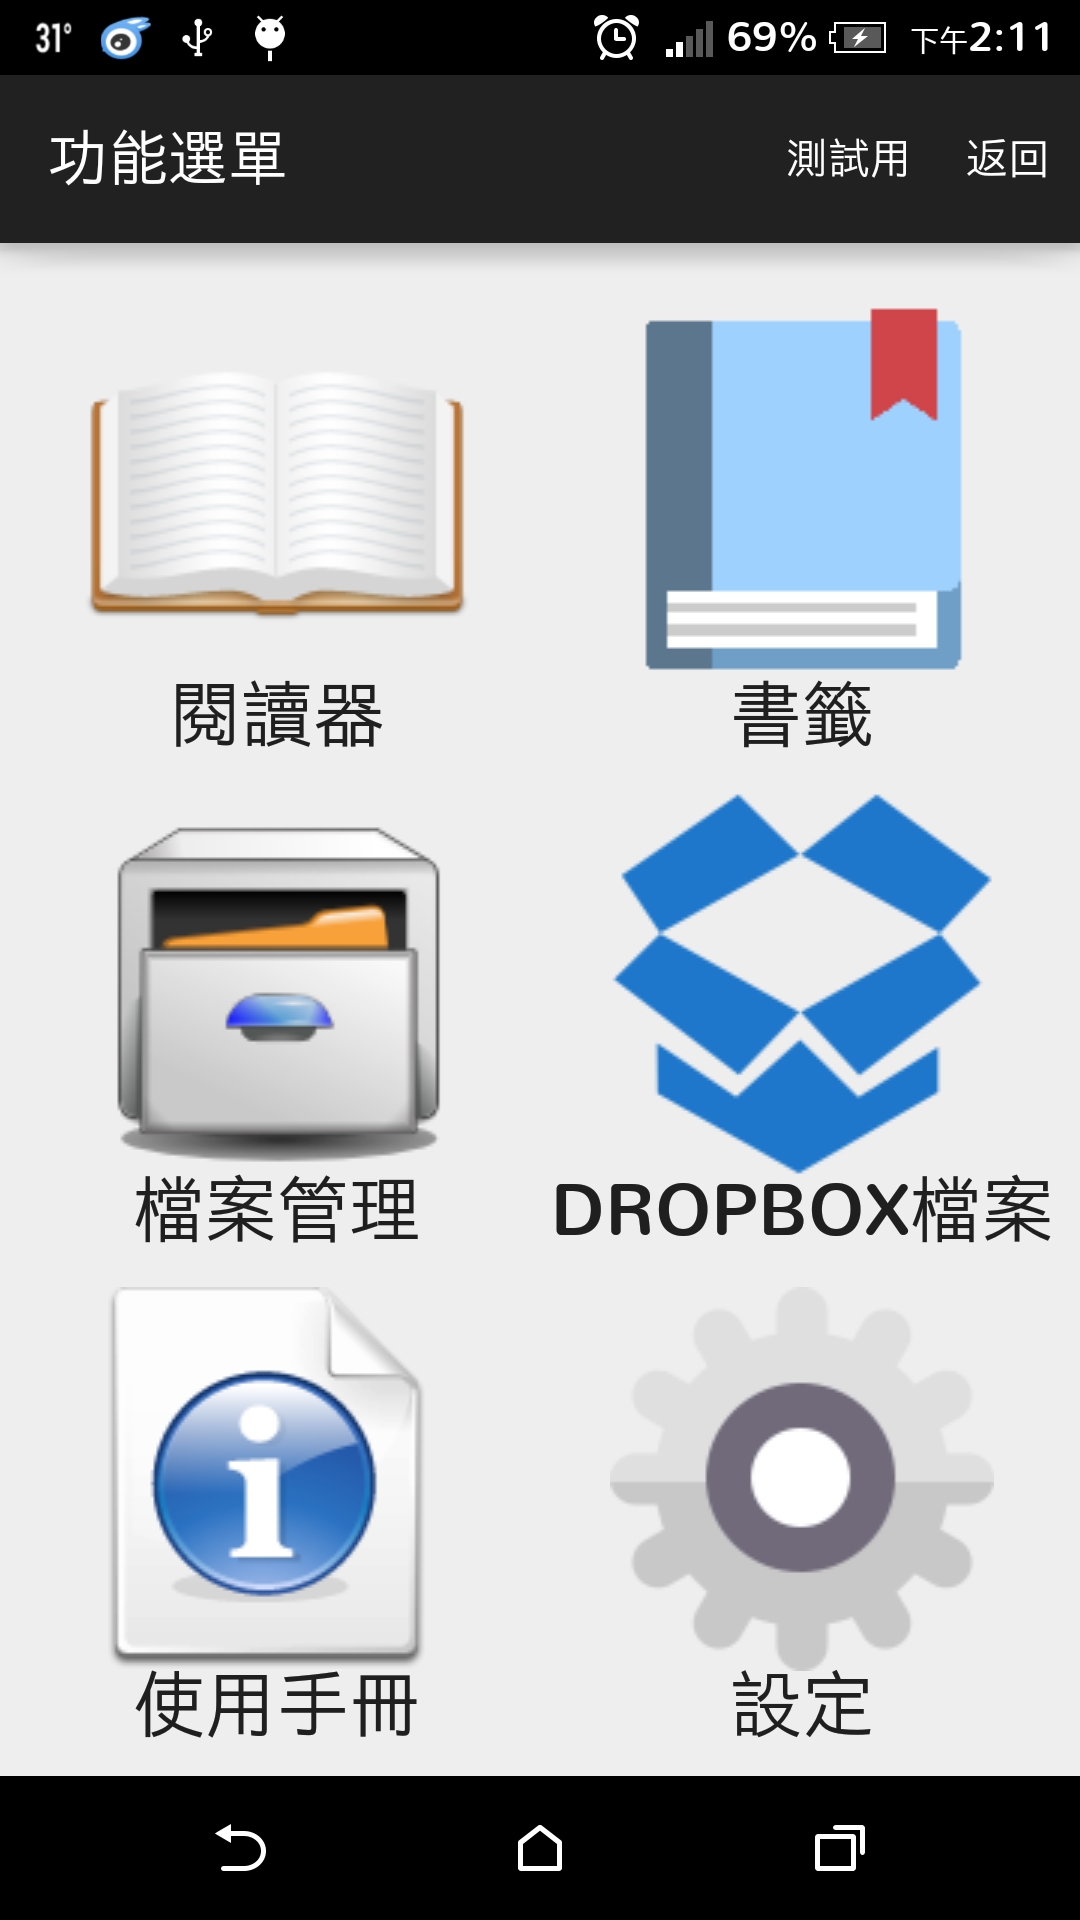 31°
69%
下午2:11
功能選單
測試用
返回
閱讀器
書籤
檔案管理
DROPBOX檔案
使用手冊
設定